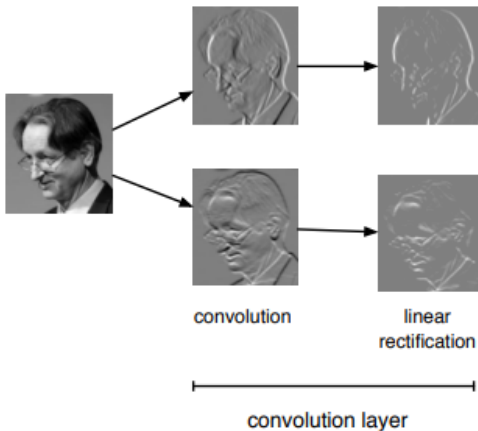 convolution
linear
rectification
convolution layer